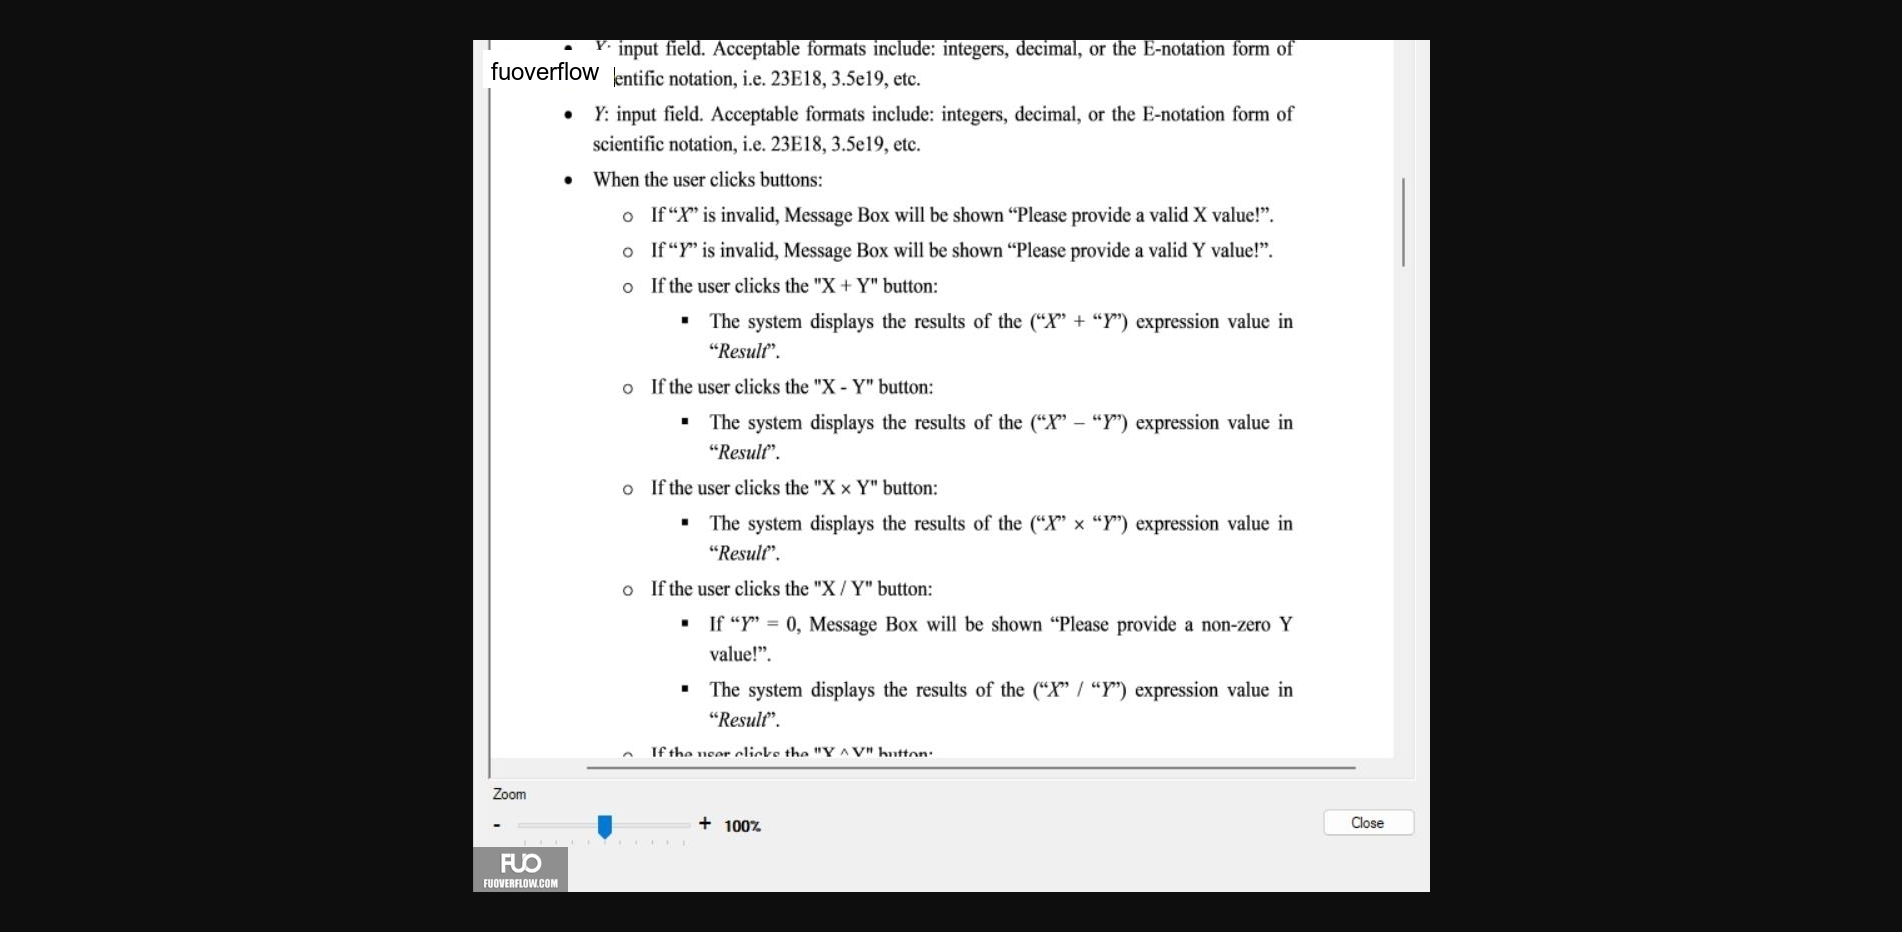 Y: input field. Acceptable formats include: integers, decimal, or the E-notation form of
fuoverflow entific notation, i.e. 23E18, 3.5e19, etc.
• Y: input field. Acceptable formats include: integers, decimal, or the E-notation form of
scientific notation, i.e. 23E18, 3.5e19, etc.
• When the user clicks buttons:
o If “X” is invalid, Message Box will be shown “Please provide a valid X value!”.
o If “Y” is invalid, Message Box will be shown “Please provide a valid Y value!”.
o If the user clicks the "X + Y" button:
▪ The system displays the results of the (“X” + “Y”) expression value in
“Result”.
o If the user clicks the "X - Y" button:
▪ The system displays the results of the (“X” – “Y”) expression value in
“Result”.
o If the user clicks the "X × Y" button:
▪ The system displays the results of the (“X” × “Y”) expression value in
“Result”.
o If the user clicks the "X / Y" button:
▪ If “Y” = 0, Message Box will be shown “Please provide a non-zero Y
value!”.
▪ The system displays the results of the (“X” / “Y”) expression value in
“Result”.
o If the user clicks the "X ^ Y" button:
Zoom
- + 100%
Close
FUO
FUOVERFLOW.COM